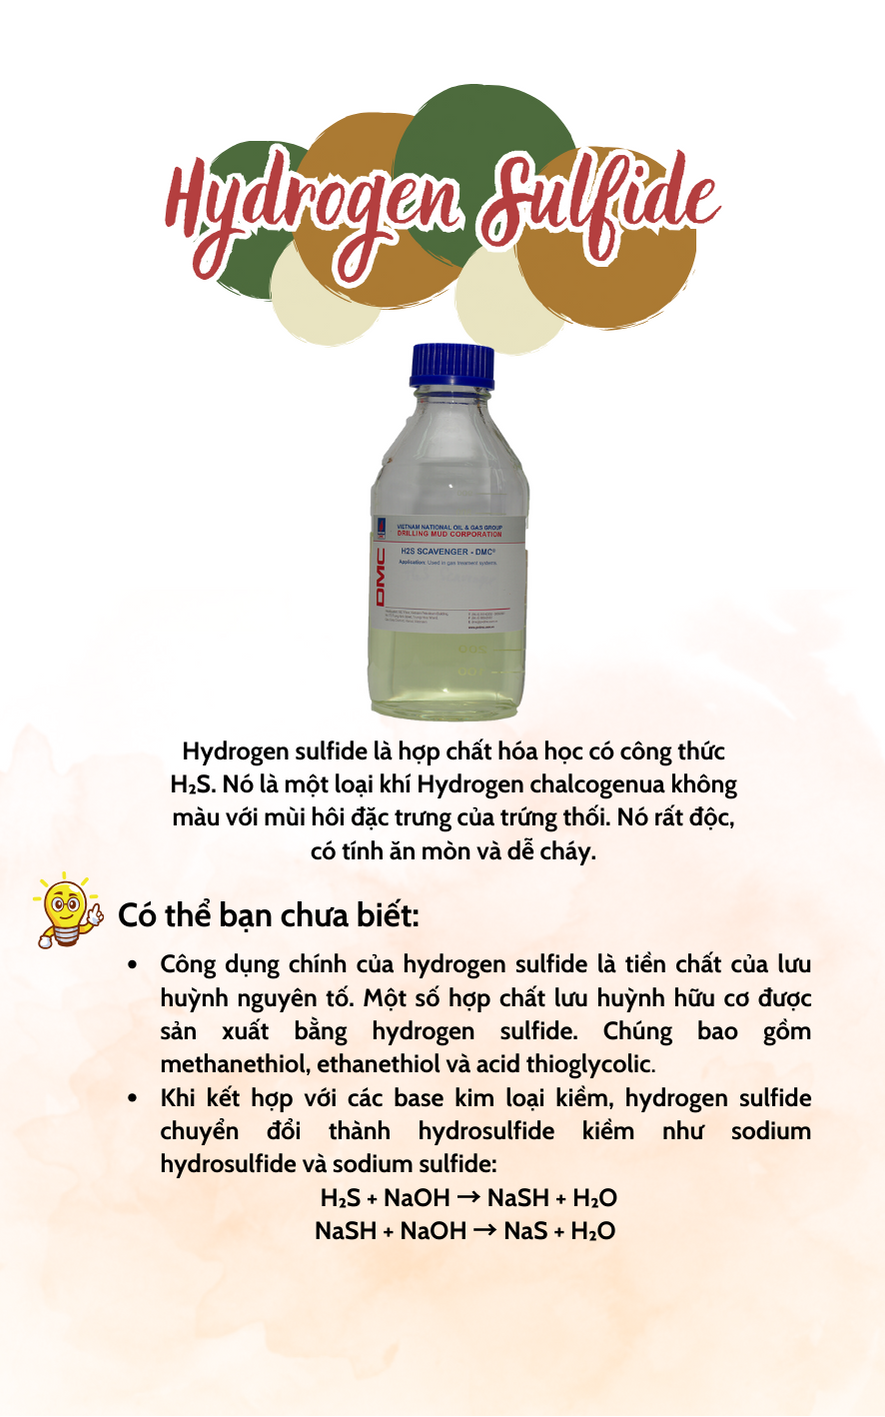 Hydrogen Sulfide
VIETNAM NATIONAL OIL & GAS GROUP
DRILLING MUD CORPORATION
DMC
H2S SCAVENGER - DMC®
Application: Used in gas treatment systems.
Hydrogen sulfide là hợp chất hóa học có công thức
H₂S. Nó là một loại khí Hydrogen chalcogenua không
màu với mùi hôi đặc trưng của trứng thối. Nó rất độc,
có tính ăn mòn và dễ cháy.
Có thể bạn chưa biết:
• Công dụng chính của hydrogen sulfide là tiền chất của lưu
huỳnh nguyên tố. Một số hợp chất lưu huỳnh hữu cơ được
sản xuất bằng hydrogen sulfide. Chúng bao gồm
methanethiol, ethanethiol và acid thioglycolic.
• Khi kết hợp với các base kim loại kiềm, hydrogen sulfide
chuyển đổi thành hydrosulfide kiềm như sodium
hydrosulfide và sodium sulfide:
H₂S + NaOH → NaSH + H₂O
NaSH + NaOH → NaS + H₂O